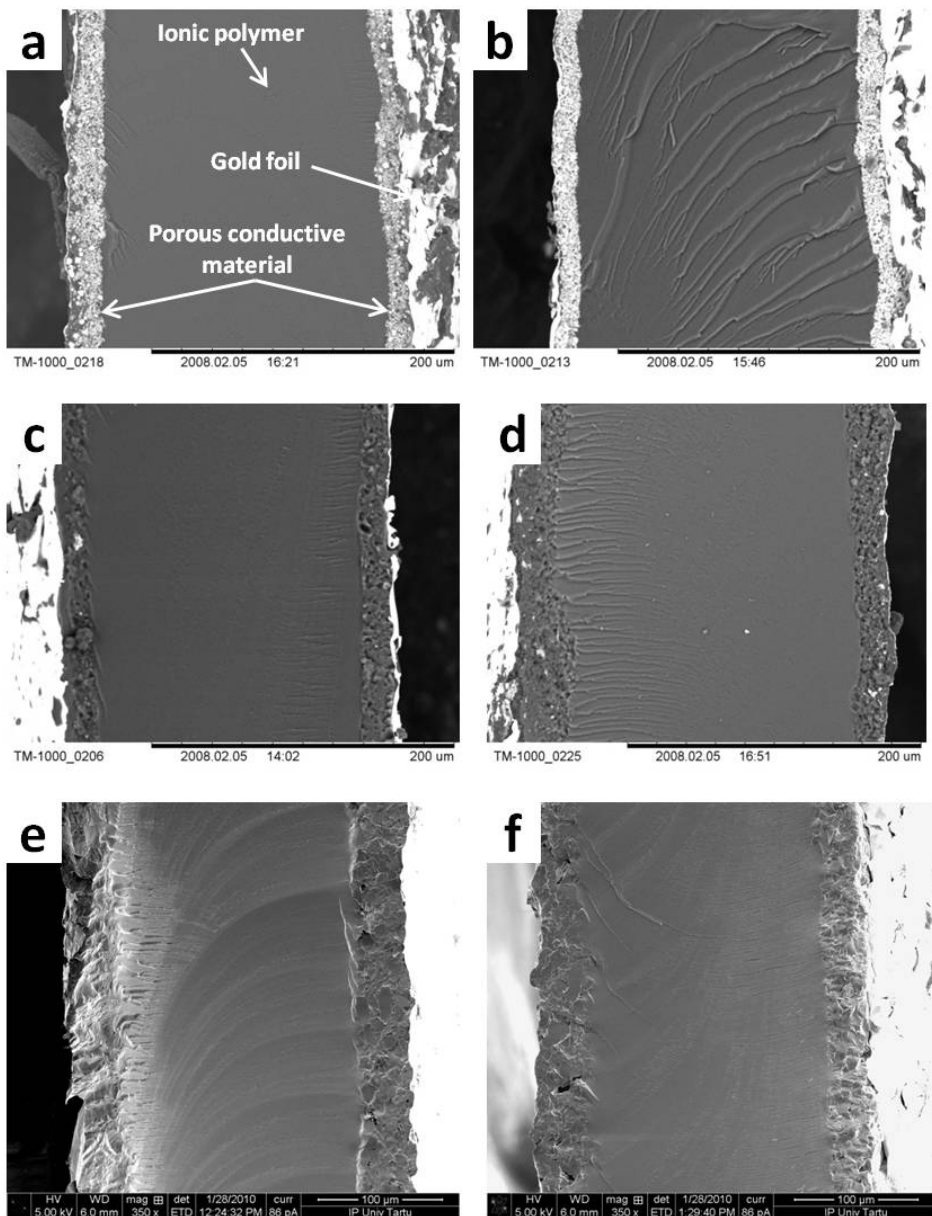 a
Ionic polymer
Gold foil
Porous conductive
material
TM-1000_0218 2008.02.05 16:21 200 um
b
TM-1000_0213 2008.02.05 15:46 200 um
c
TM-1000_0206 2008.02.05 14:02 200 um
d
TM-1000_0225 2008.02.05 16:51 200 um
e
HV WD mag det 1/28/2010 curr 100 µm
5.00 kV 6.0 mm 350 x ETD 12:24:32 PM 86 pA IP Univ Tartu
f
HV WD mag det 1/28/2010 curr 100 µm
5.00 kV 6.0 mm 350 x ETD 1:29:40 PM 86 pA IP Univ Tartu